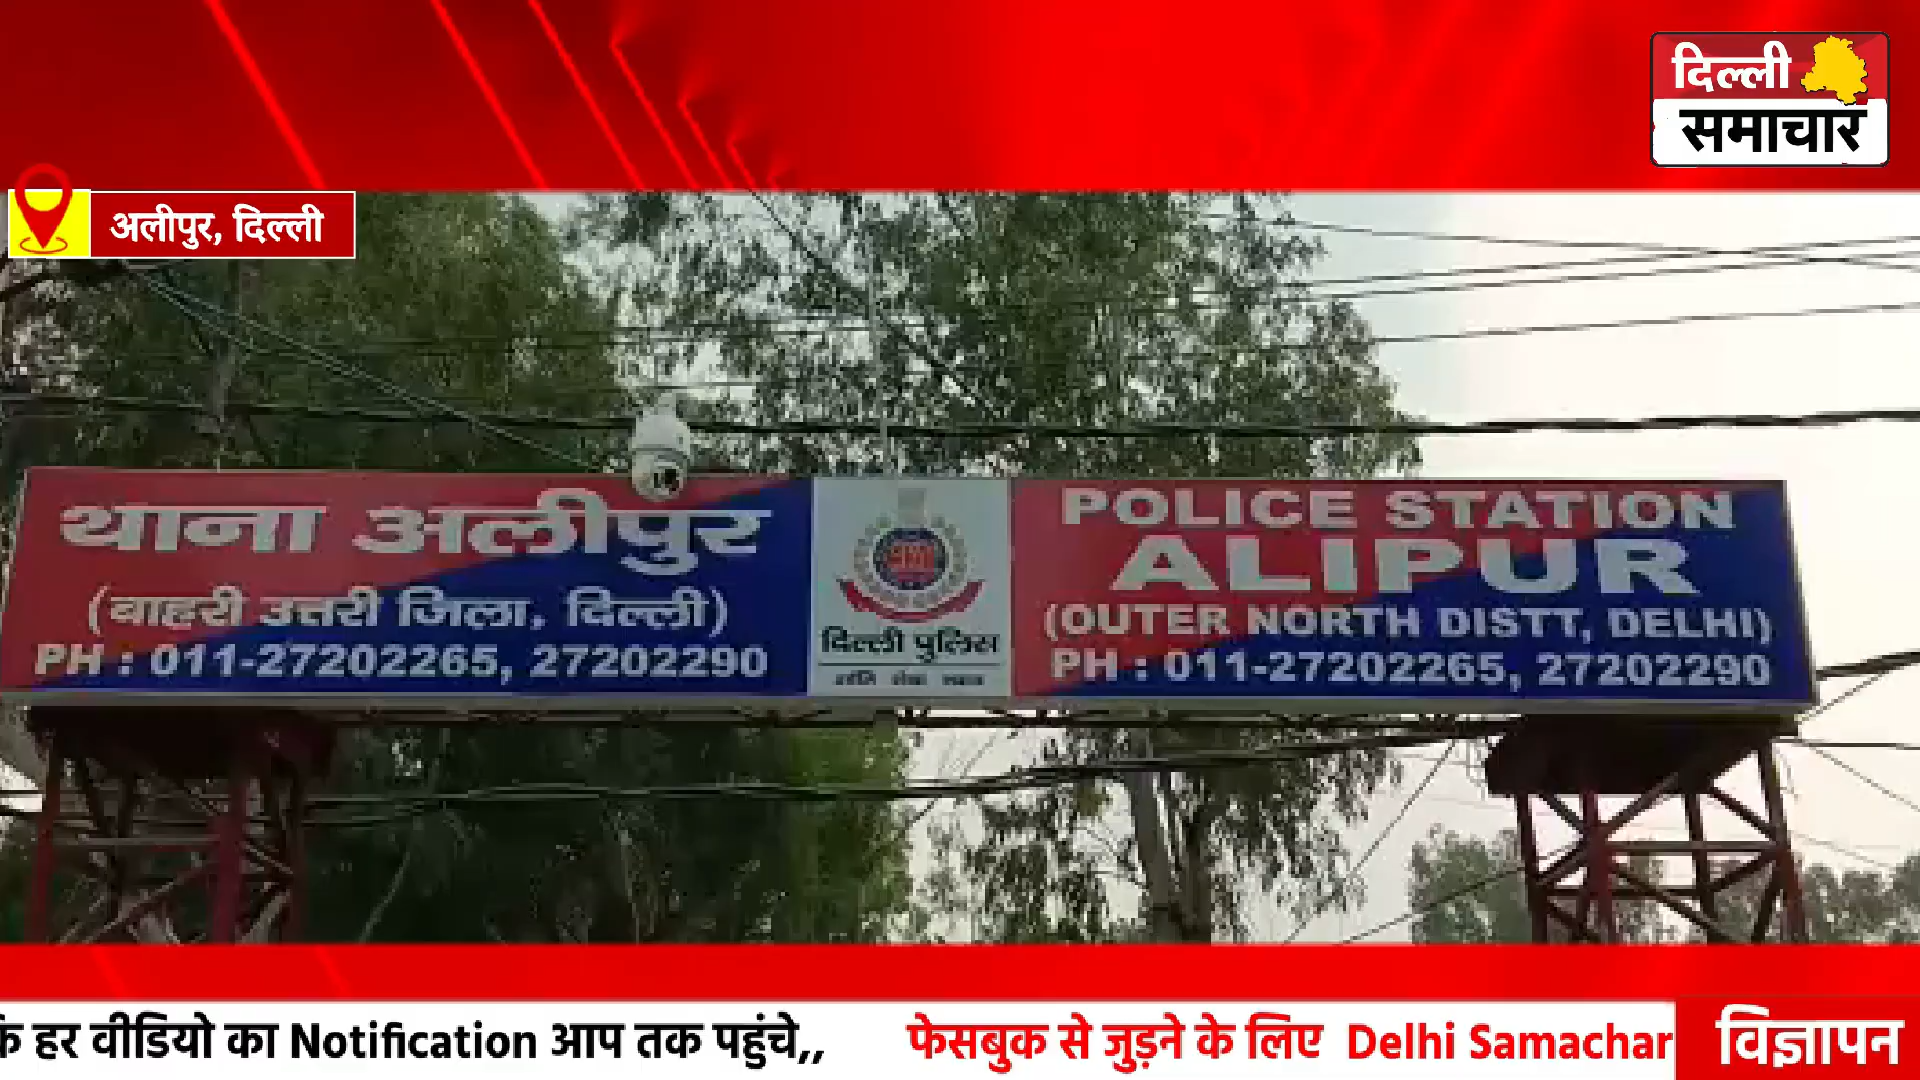 दिल्ली
समाचार
अलीपुर, दिल्ली
थाना अलीपुर
(बाहरी उत्तरी जिला, दिल्ली)
PH : 011-27202265, 27202290
दिल्ली पुलिस
शांति सेवा न्याय
POLICE STATION
ALIPUR
(OUTER NORTH DISTT, DELHI)
PH : 011-27202265, 27202290
हर वीडियो का Notification आप तक पहुंचे,,
फेसबुक से जुड़ने के लिए Delhi Samachar
विज्ञापन